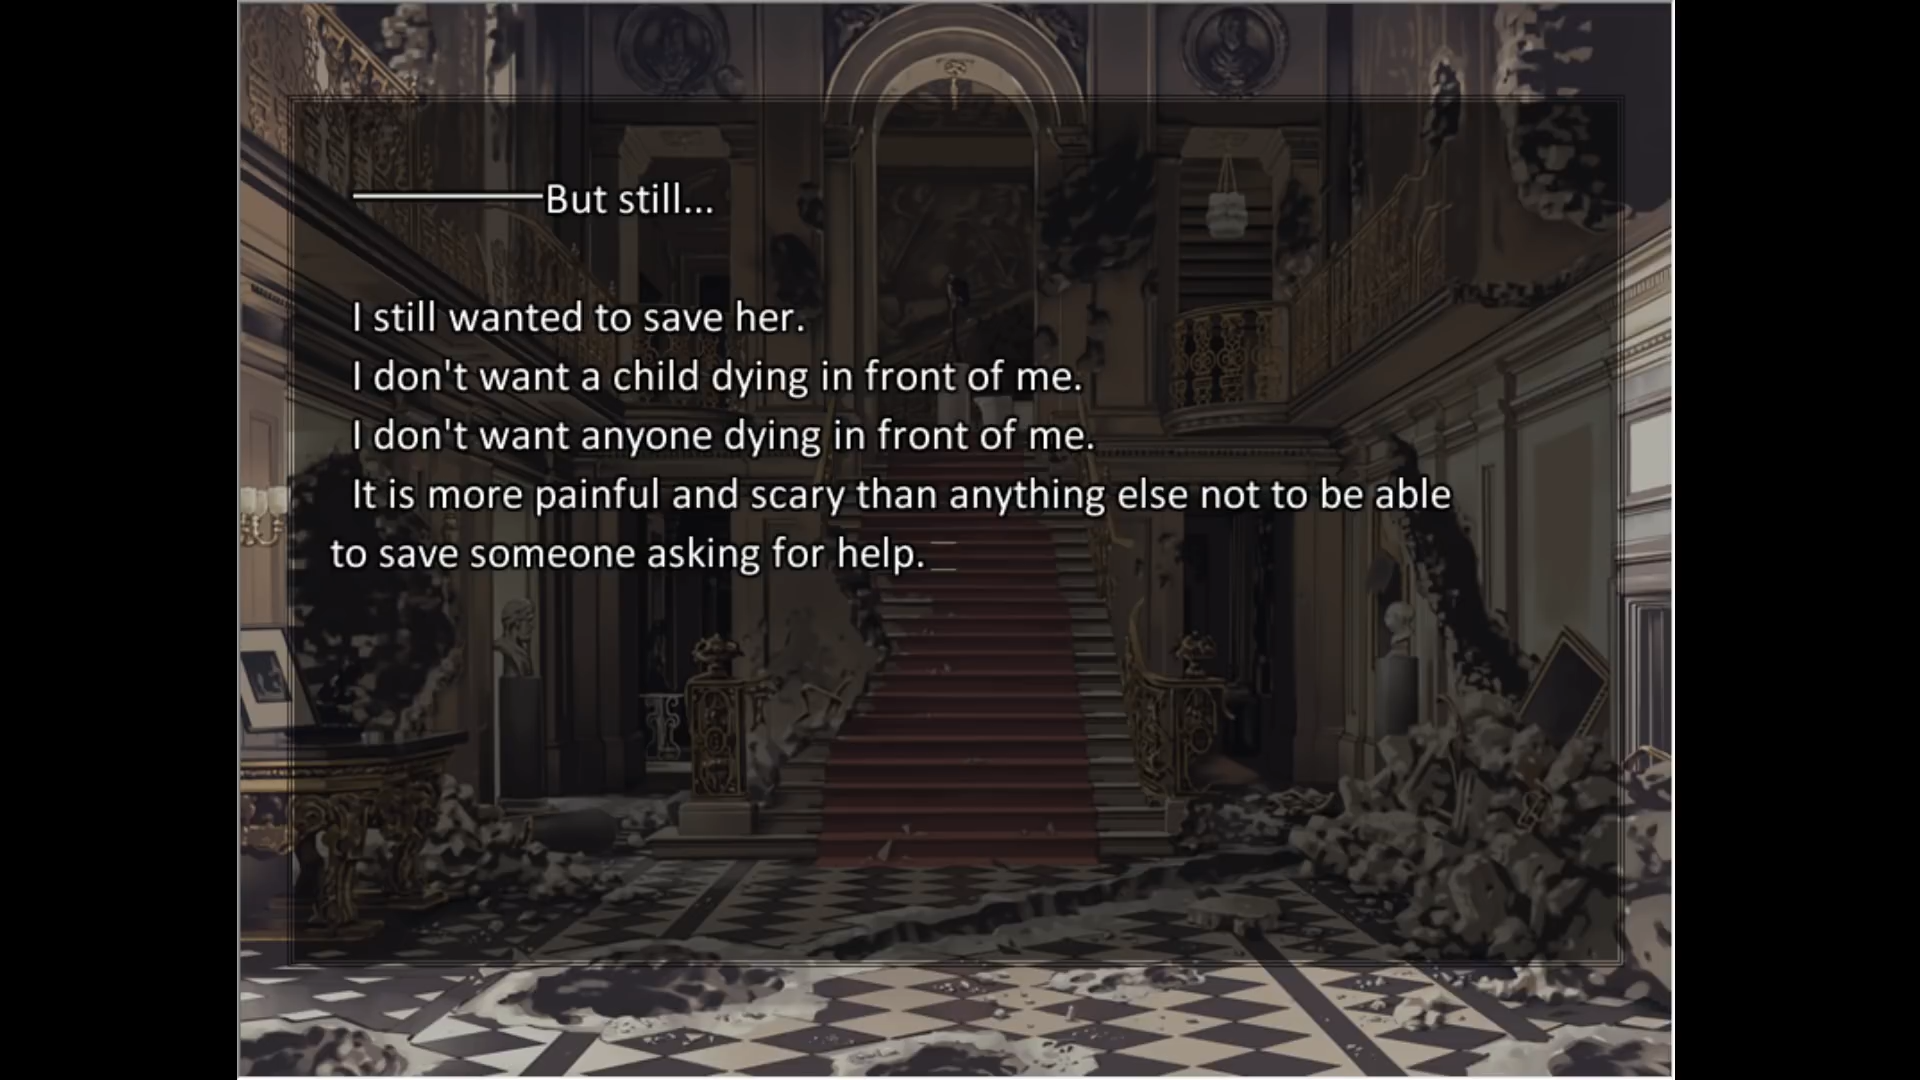 ————But still...
I still wanted to save her.
I don't want a child dying in front of me.
I don't want anyone dying in front of me.
It is more painful and scary than anything else not to be able
to save someone asking for help.